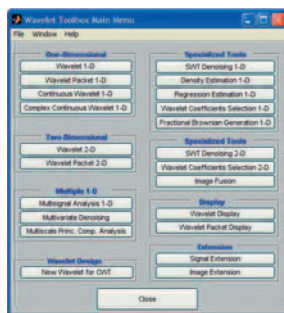 Wavelet Toolbox Main Menu
File Window Help
One-Dimensional
Wavelet 1-D
Wavelet Packet 1-D
Continuous Wavelet 1-D
Complex Continuous Wavelet 1-D
Two-Dimensional
Wavelet 2-D
Wavelet Packet 2-D
Multiple 1-D
Multisignal Analysis 1-D
Multivariate Denoising
Multiscale Princ. Comp. Analysis
Wavelet Design
New Wavelet for CWT
Specialized Tools
SWT Denoising 1-D
Density Estimation 1-D
Regression Estimation 1-D
Wavelet Coefficients Selection 1-D
Fractional Brownian Generation 1-D
Specialized Tools
SWT Denoising 2-D
Wavelet Coefficients Selection 2-D
Image Fusion
Display
Wavelet Display
Wavelet Packet Display
Extension
Signal Extension
Image Extension
Close